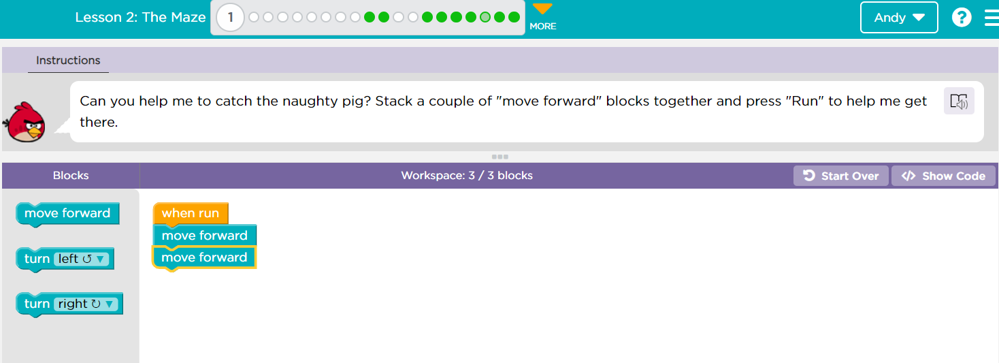 Lesson 2: The Maze
1
MORE
Andy
?
Instructions
Can you help me to catch the naughty pig? Stack a couple of "move forward" blocks together and press "Run" to help me get
there.
Blocks
Workspace: 3 / 3 blocks
Start Over
</> Show Code
move forward
turn left ↺ ▼
turn right ↻ ▼
when run
move forward
move forward